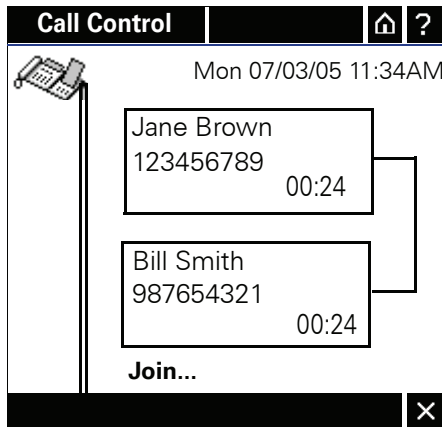 Call Control ?
Mon 07/03/05 11:34AM
Jane Brown
123456789
00:24
Bill Smith
987654321
00:24
Join...